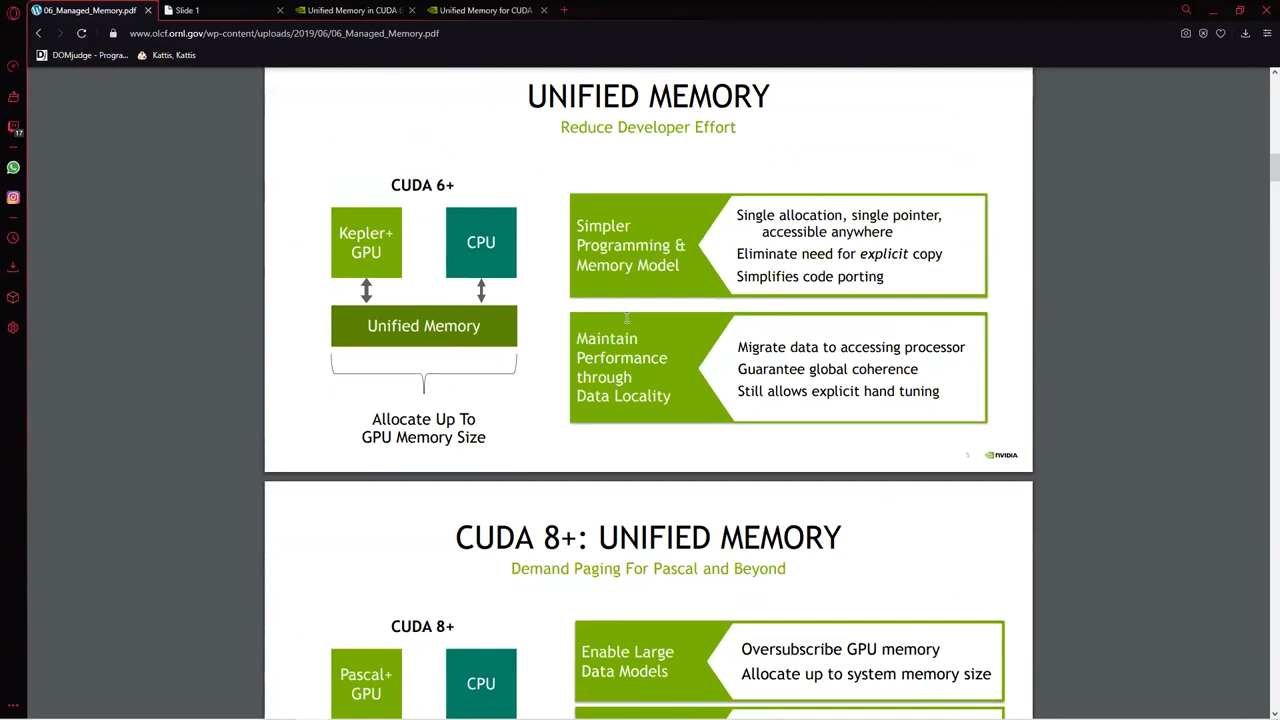 06_Managed_Memory.pdf
Slide 1
Unified Memory in CUDA 6
Unified Memory for CUDA
www.olcf.ornl.gov/wp-content/uploads/2019/06/06_Managed_Memory.pdf
DOMjudge - Progra...
Kattis, Kattis
17
UNIFIED MEMORY
Reduce Developer Effort
CUDA 6+
Kepler+
GPU
CPU
Unified Memory
Allocate Up To
GPU Memory Size
Simpler
Programming &
Memory Model
Single allocation, single pointer,
accessible anywhere
Eliminate need for explicit copy
Simplifies code porting
Maintain
Performance
through
Data Locality
Migrate data to accessing processor
Guarantee global coherence
Still allows explicit hand tuning
5
NVIDIA
CUDA 8+: UNIFIED MEMORY
Demand Paging For Pascal and Beyond
CUDA 8+
Pascal+
GPU
CPU
Enable Large
Data Models
Oversubscribe GPU memory
Allocate up to system memory size